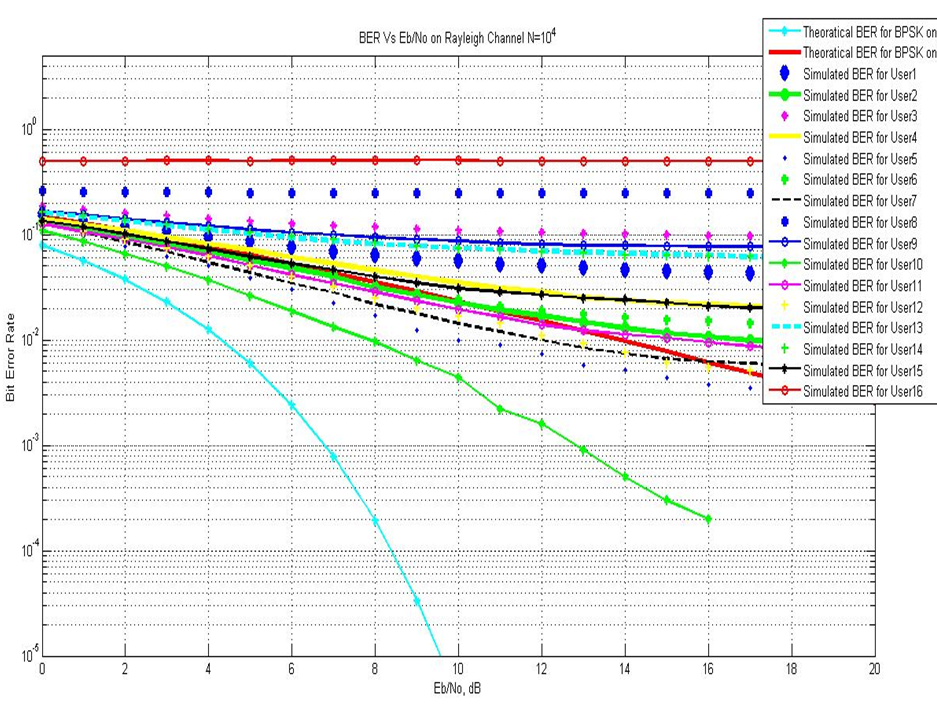 BER Vs Eb/No on Rayleigh Channel N=10^4
Theoratical BER for BPSK on
Theoratical BER for BPSK on
Simulated BER for User1
Simulated BER for User2
Simulated BER for User3
Simulated BER for User4
Simulated BER for User5
Simulated BER for User6
Simulated BER for User7
Simulated BER for User8
Simulated BER for User9
Simulated BER for User10
Simulated BER for User11
Simulated BER for User12
Simulated BER for User13
Simulated BER for User14
Simulated BER for User15
Simulated BER for User16
Bit Error Rate
10^0
10^-1
10^-2
10^-3
10^-4
10^-5
0 2 4 6 8 10 12 14 16 18 20
Eb/No, dB